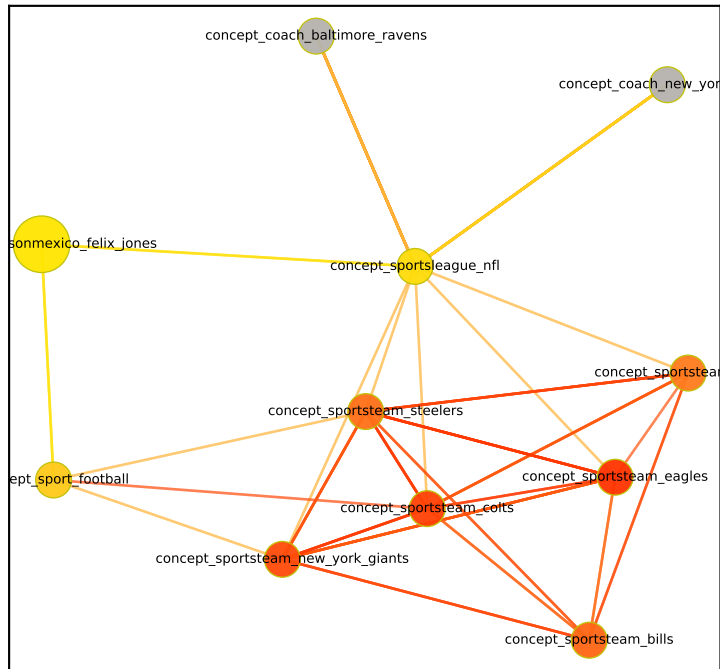 concept_coach_baltimore_ravens
concept_coach_new_yor
sonmexico_felix_jones
concept_sportsleague_nfl
concept_sportsteam
concept_sportsteam_steelers
ept_sport_football
concept_sportsteam_eagles
concept_sportsteam_colts
concept_sportsteam_new_york_giants
concept_sportsteam_bills